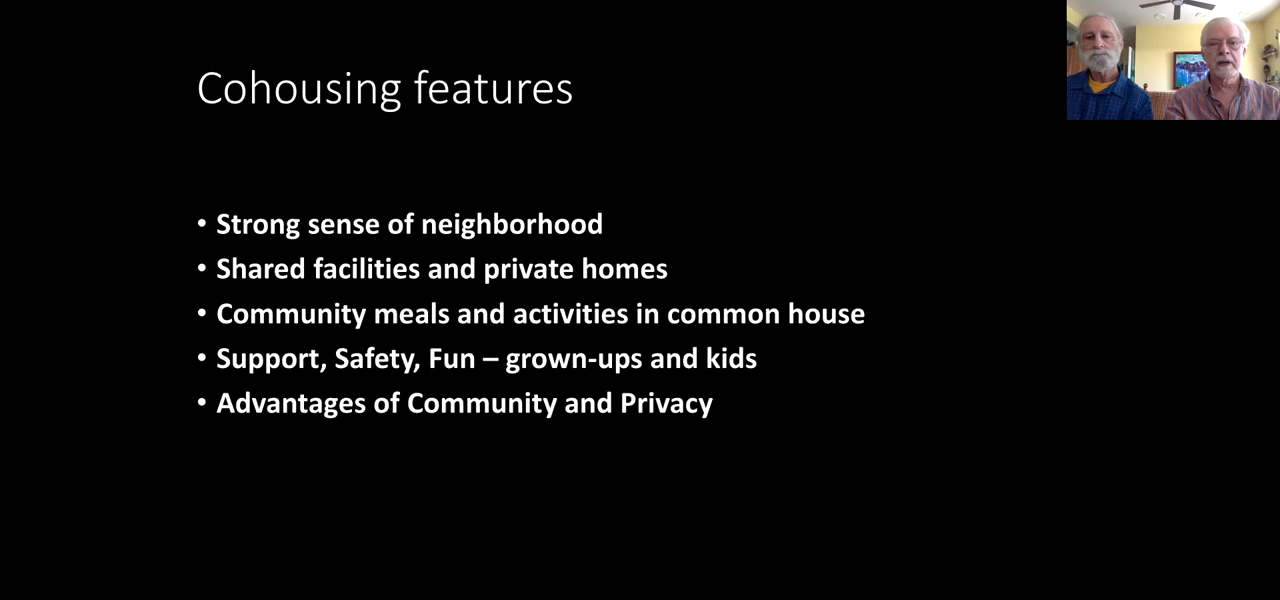 Cohousing features
• Strong sense of neighborhood
• Shared facilities and private homes
• Community meals and activities in common house
• Support, Safety, Fun – grown-ups and kids
• Advantages of Community and Privacy